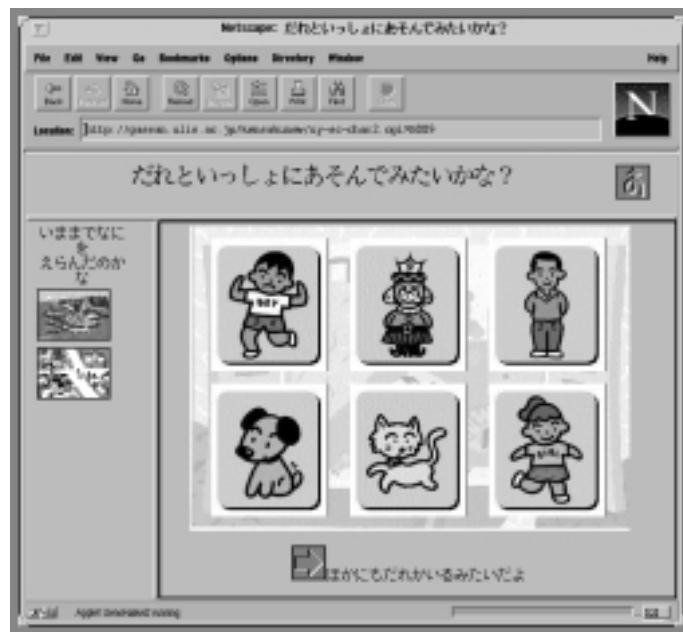 Netscape: だれといっしょにあそんでみたいかな？
File Edit View Go Bookmarks Options Directory Window Help
Back Home Reload Open Print Find
N
Location:
だれといっしょにあそんでみたいかな？
いままでなに
を
えらんだのか
な
BOY
GIRL
ほかにもだれかいるみたいだよ